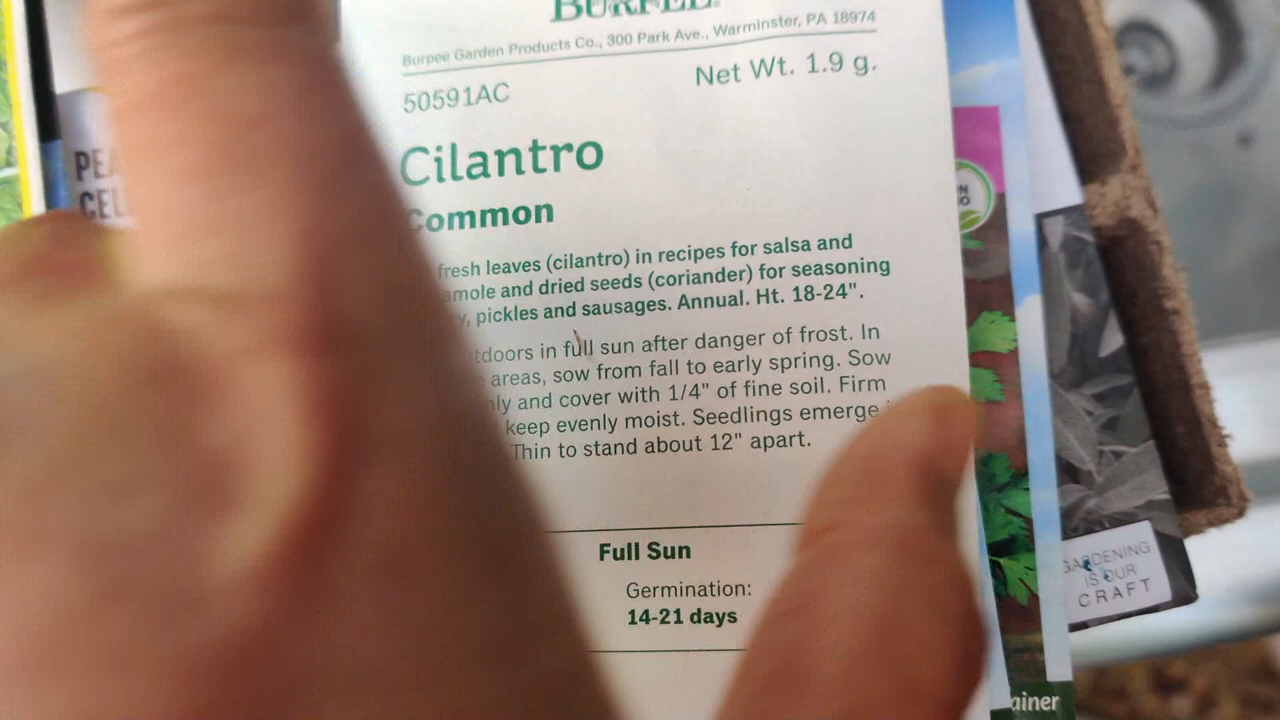 BURPEE®
Burpee Garden Products Co., 300 Park Ave., Warminster, PA 18974
50591AC
Net Wt. 1.9 g.
Cilantro
Common
fresh leaves (cilantro) in recipes for salsa and
and dried seeds (coriander) for seasoning
pickles and sausages. Annual. Ht. 18-24".
in full sun after danger of frost. In
areas, sow from fall to early spring. Sow
and cover with 1/4" of fine soil. Firm
keep evenly moist. Seedlings emerge
Thin to stand about 12" apart.
Full Sun
Germination:
14-21 days
GARDENING
IS OUR
CRAFT